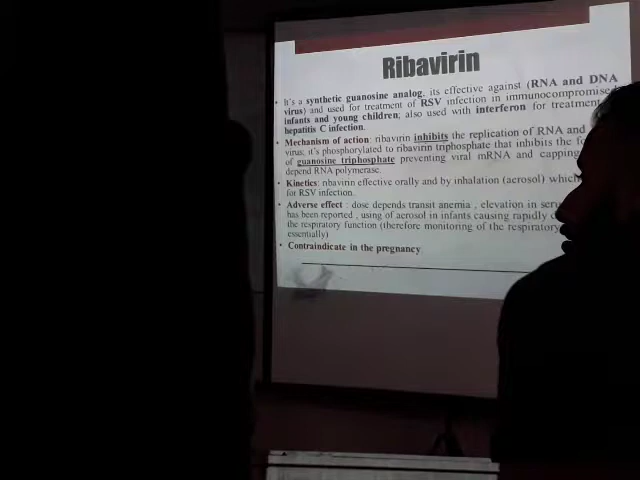 Ribavirin
• It's a synthetic guanosine analog, its effective against (RNA and DNA
virus) and used for treatment of RSV infection in immunocompromised
infants and young children; also used with interferon for treatment
hepatitis C infection.
• Mechanism of action: ribavirin inhibits the replication of RNA and
virus; it's phosphorylated to ribavirin triphosphate that inhibits the
of guanosine triphosphate preventing viral mRNA and capping
depend RNA polymerase.
• Kinetics: ribavirin effective orally and by inhalation (aerosol)
for RSV infection.
• Adverse effect : dose depends transit anemia , elevation in
has been reported , using of aerosol in infants causing rapidly
the respiratory function (therefore monitoring of the respiratory
essentially)
• Contraindicate in the pregnancy